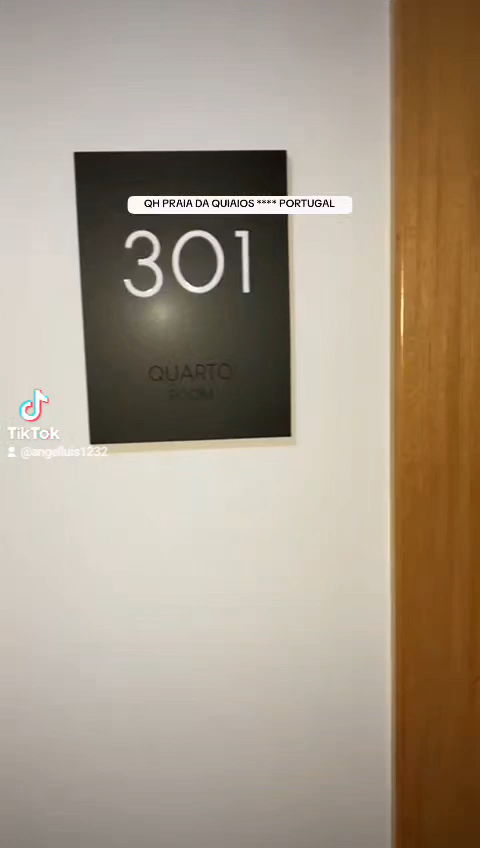 QH PRAIA DA QUIAIOS **** PORTUGAL
301
QUARTO
ROOM
TikTok
@angelluis1232